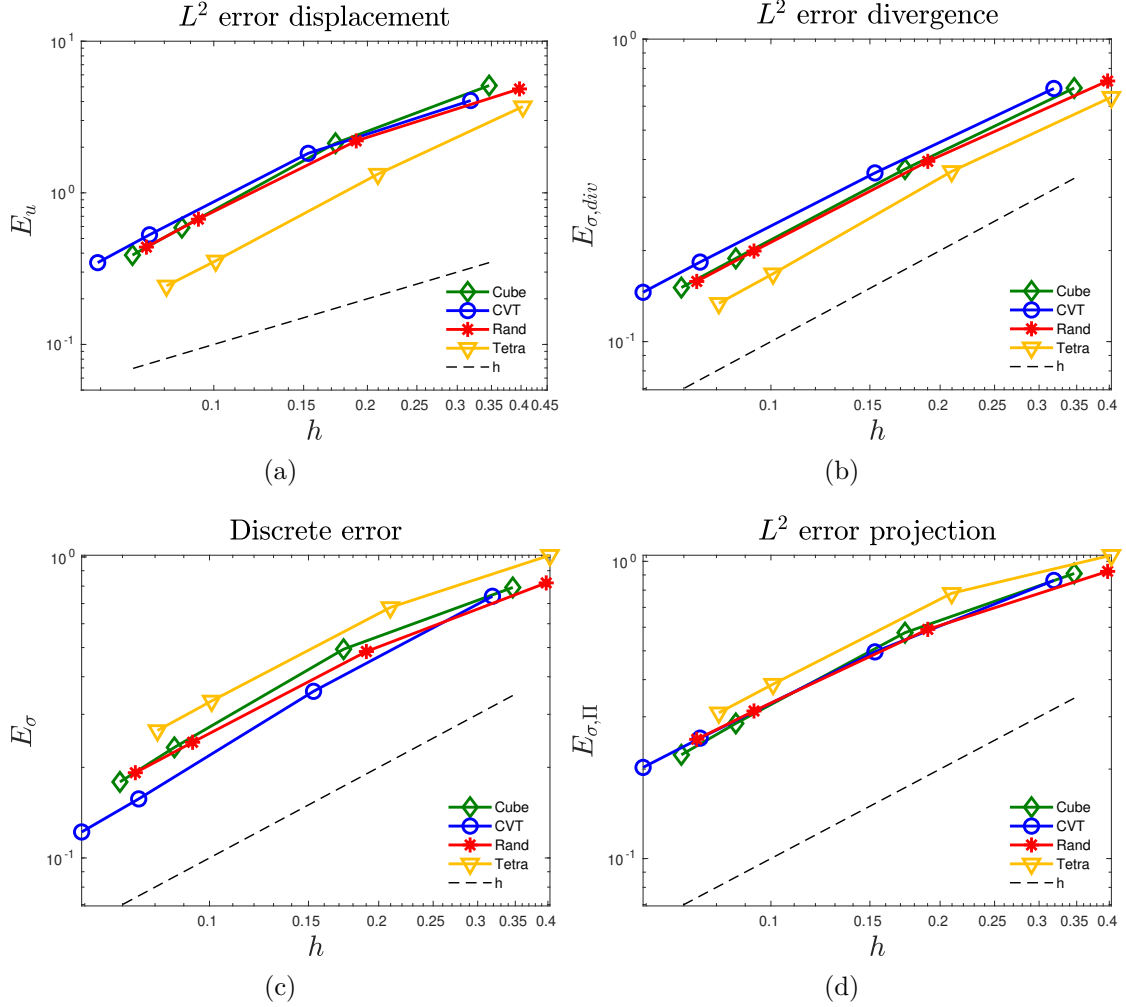 L² error displacement
10¹
10⁰
10⁻¹
E_u
0.1 0.15 0.2 0.25 0.3 0.35 0.4 0.45
h
Cube
CVT
Rand
Tetra
h
(a)
L² error divergence
10⁰
10⁻¹
E_{σ,div}
0.1 0.15 0.2 0.25 0.3 0.35 0.4
h
Cube
CVT
Rand
Tetra
h
(b)
Discrete error
10⁰
10⁻¹
E_σ
0.1 0.15 0.2 0.25 0.3 0.35 0.4
h
Cube
CVT
Rand
Tetra
h
(c)
L² error projection
10⁰
10⁻¹
E_{σ,Π}
0.1 0.15 0.2 0.25 0.3 0.35 0.4
h
Cube
CVT
Rand
Tetra
h
(d)